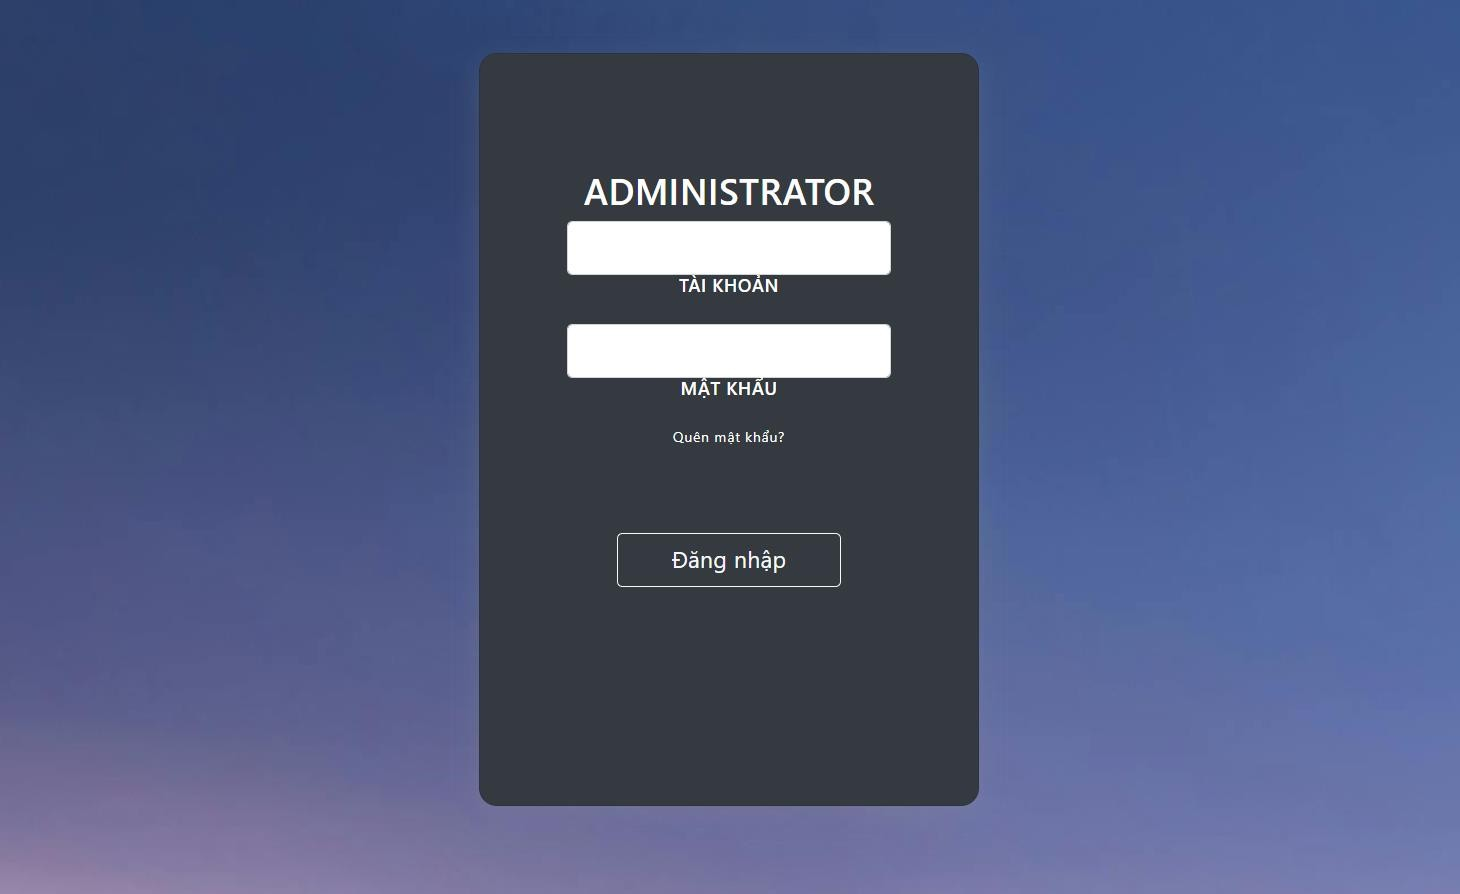 ADMINISTRATOR
TÀI KHOẢN
MẬT KHẨU
Quên mật khẩu?
Đăng nhập